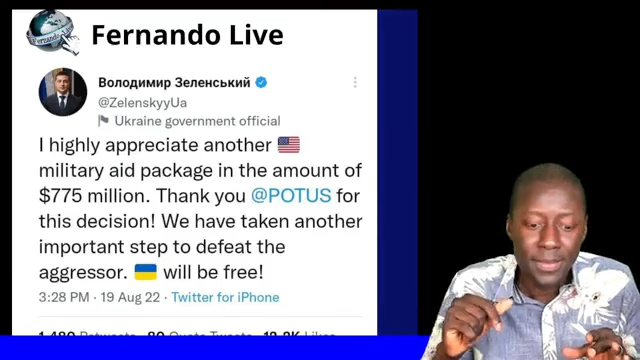 Fernando Live
Fernando Live
Володимир Зеленський
@ZelenskyyUa
Ukraine government official
I highly appreciate another 🇺🇸
military aid package in the amount of
$775 million. Thank you @POTUS for
this decision! We have taken another
important step to defeat the
aggressor. 🇺🇦 will be free!
3:28 PM · 19 Aug 22 · Twitter for iPhone